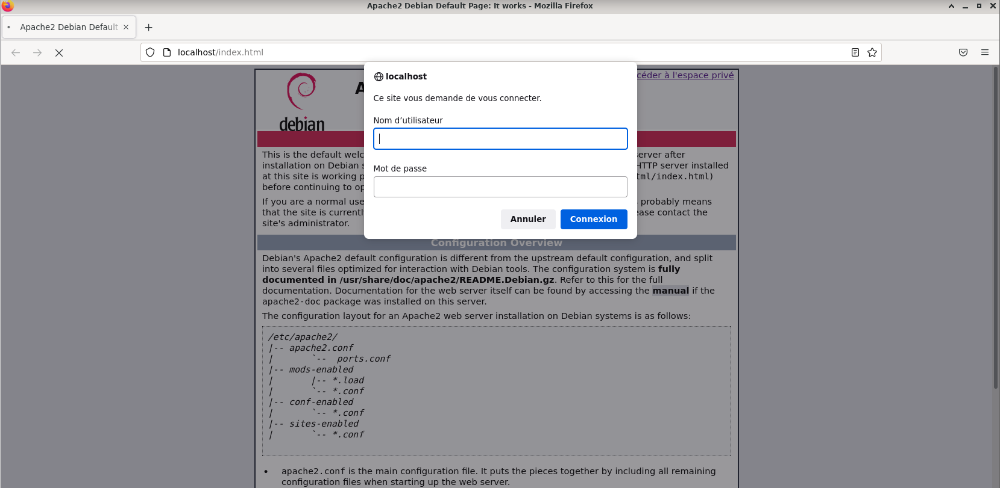 Apache2 Debian Default Page: It works - Mozilla Firefox
Apache2 Debian Default
localhost/index.html
localhost
Ce site vous demande de vous connecter.
Nom d’utilisateur
Mot de passe
Annuler Connexion
céder à l'espace privé
debian
This is the default erver after
installation on Debian HTTP server installed
at this site is working tml/index.html)
before continuing to
If you are a normal probably means
that the site is ease contact the
site's administrator.
Configuration Overview
Debian's Apache2 default configuration is different from the upstream default configuration, and split
into several files optimized for interaction with Debian tools. The configuration system is fully
documented in /usr/share/doc/apache2/README.Debian.gz. Refer to this for the full
documentation. Documentation for the web server itself can be found by accessing the manual if the
apache2-doc package was installed on this server.
The configuration layout for an Apache2 web server installation on Debian systems is as follows:
/etc/apache2/
|-- apache2.conf
|       `--  ports.conf
|-- mods-enabled
|       |-- *.load
|       `-- *.conf
|-- conf-enabled
|       `-- *.conf
|-- sites-enabled
|       `-- *.conf
• apache2.conf is the main configuration file. It puts the pieces together by including all remaining
configuration files when starting up the web server.